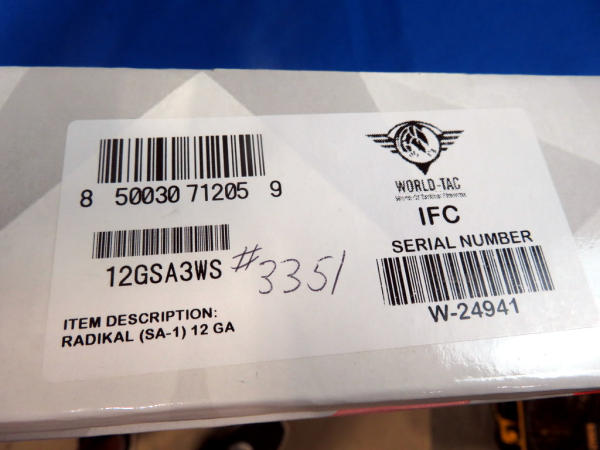 8 50030 71205 9
12GSA3WS
#3351
ITEM DESCRIPTION:
RADIKAL (SA-1) 12 GA
WORLD-TAC
IFC
SERIAL NUMBER
W-24941